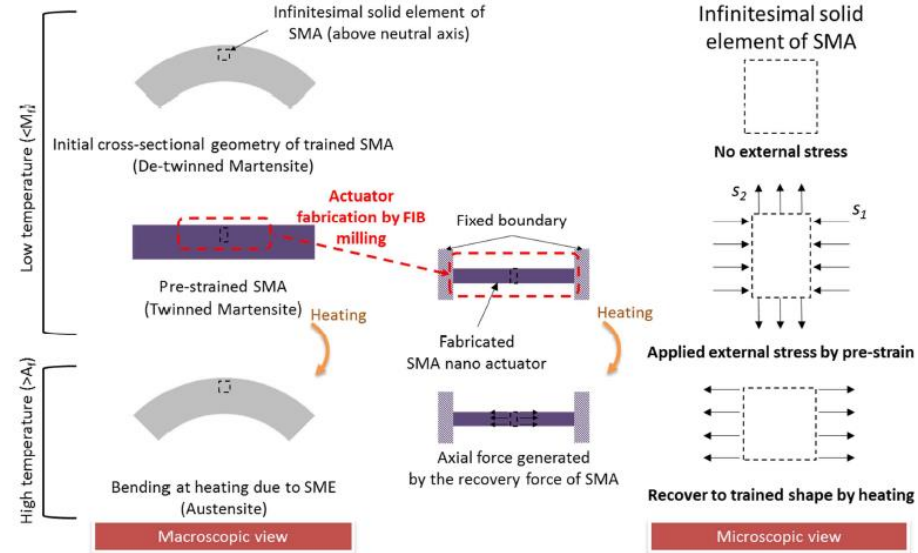 Infinitesimal solid element of
SMA (above neutral axis)
Initial cross-sectional geometry of trained SMA
(De-twinned Martensite)
Low temperature (<Mf)
Actuator
fabrication by FIB
milling
Fixed boundary
Pre-strained SMA
(Twinned Martensite)
Heating
Fabricated
SMA nano actuator
Heating
High temperature (>Af)
Bending at heating due to SME
(Austensite)
Axial force generated
by the recovery force of SMA
Macroscopic view
Infinitesimal solid
element of SMA
No external stress
s2
s1
Applied external stress by pre-strain
Recover to trained shape by heating
Microscopic view